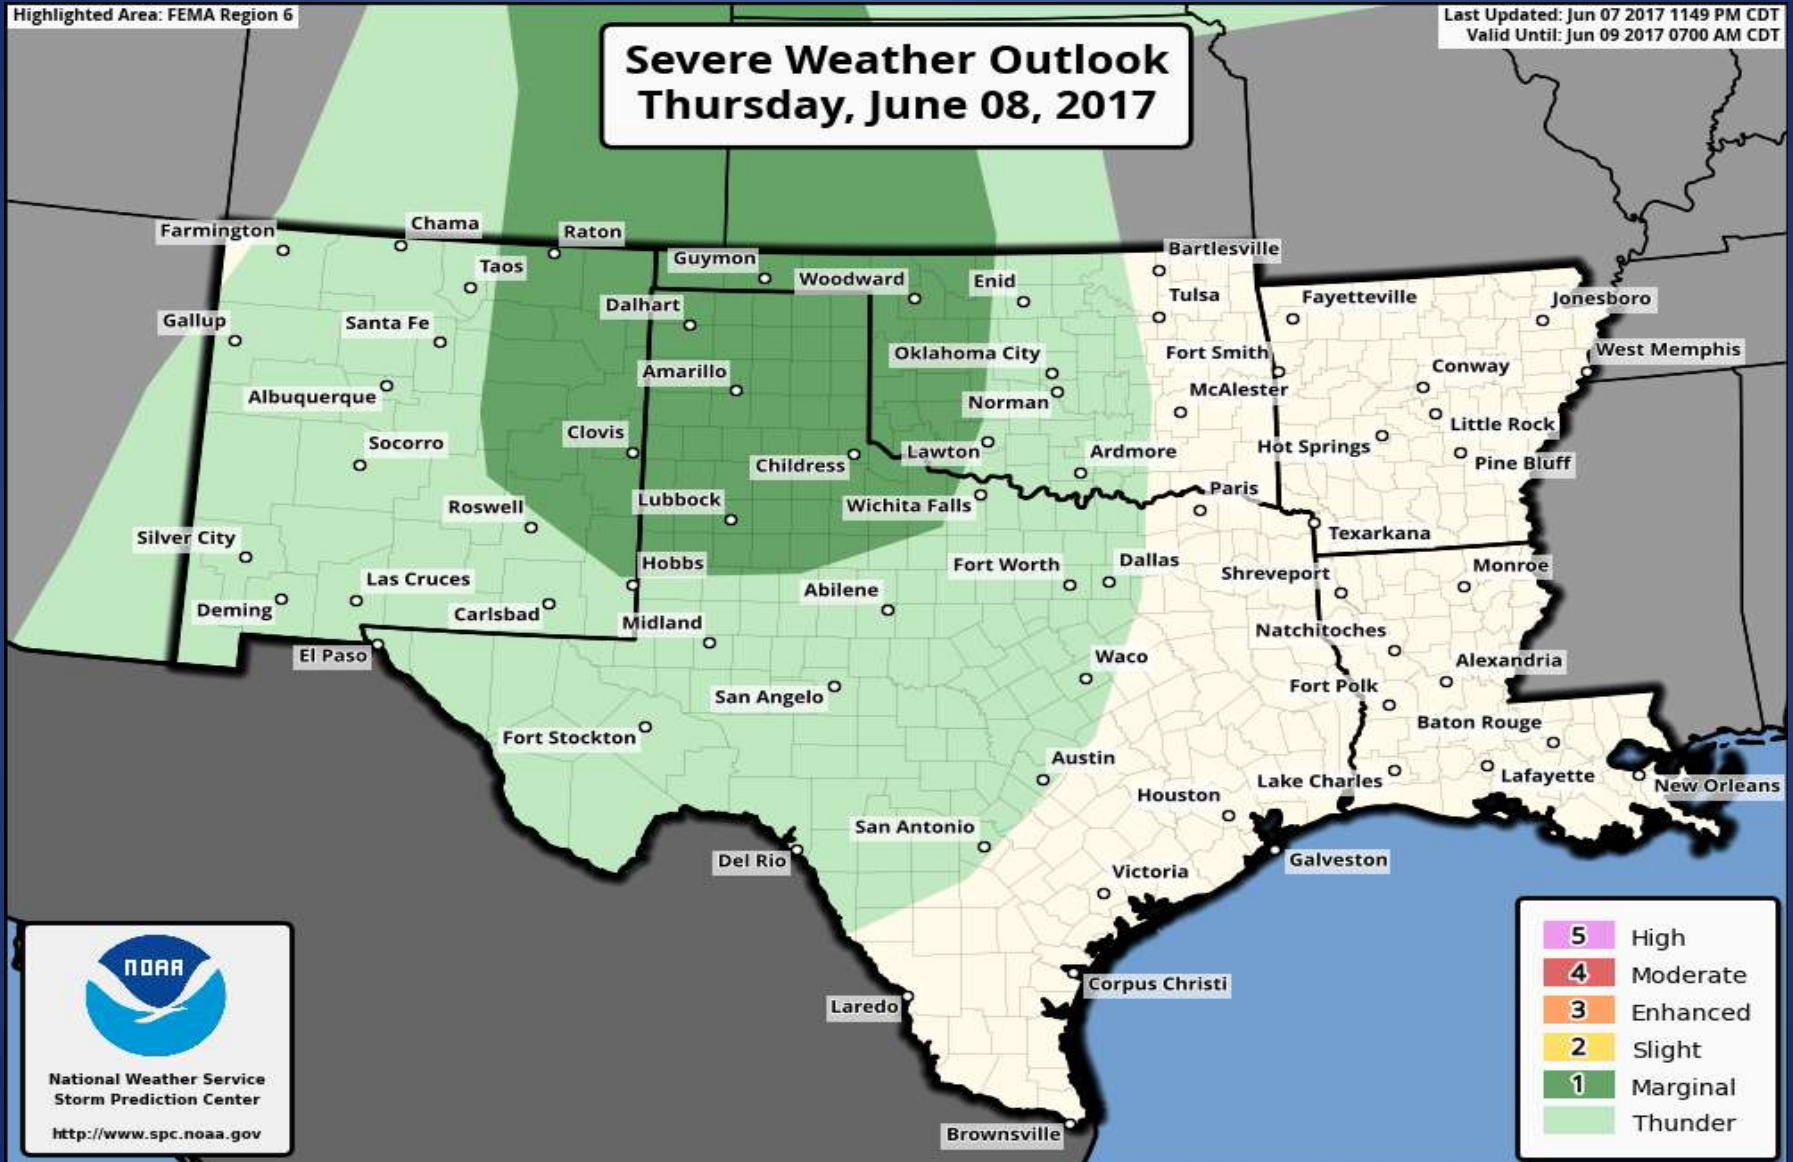 Highlighted Area: FEMA Region 6
Last Updated: Jun 07 2017 1149 PM CDT
Valid Until: Jun 09 2017 0700 AM CDT
Severe Weather Outlook
Thursday, June 08, 2017
Farmington
Chama
Raton
Taos
Guymon
Woodward
Enid
Bartlesville
Tulsa
Fayetteville
Jonesboro
Gallup
Santa Fe
Dalhart
Oklahoma City
Fort Smith
West Memphis
Albuquerque
Amarillo
Norman
McAlester
Conway
Socorro
Clovis
Childress
Lawton
Ardmore
Hot Springs
Little Rock
Pine Bluff
Roswell
Lubbock
Wichita Falls
Paris
Texarkana
Silver City
Las Cruces
Hobbs
Fort Worth
Dallas
Shreveport
Monroe
Deming
Carlsbad
Midland
Abilene
Natchitoches
El Paso
San Angelo
Waco
Alexandria
Fort Polk
Fort Stockton
Austin
Baton Rouge
Lake Charles
Lafayette
New Orleans
Houston
San Antonio
Del Rio
Galveston
Victoria
Corpus Christi
Laredo
Brownsville
NOAA
National Weather Service
Storm Prediction Center
http://www.spc.noaa.gov
5 High
4 Moderate
3 Enhanced
2 Slight
1 Marginal
Thunder